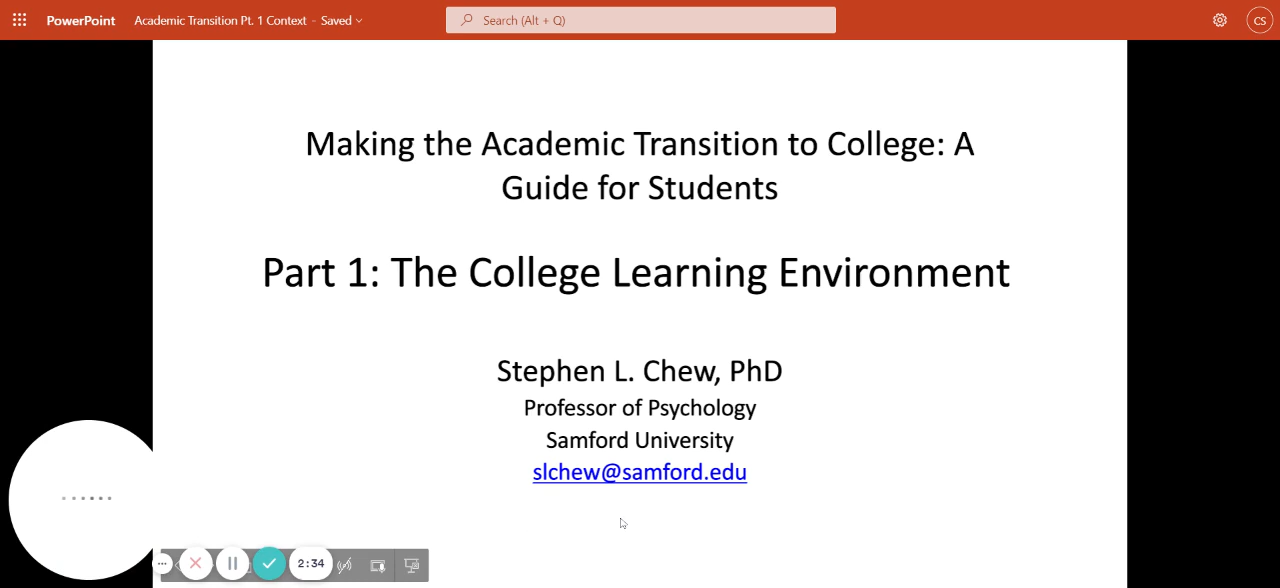 PowerPoint Academic Transition Pt. 1 Context - Saved Search (Alt + Q) CS
Making the Academic Transition to College: A
Guide for Students
Part 1: The College Learning Environment
Stephen L. Chew, PhD
Professor of Psychology
Samford University
slchew@samford.edu
2:34